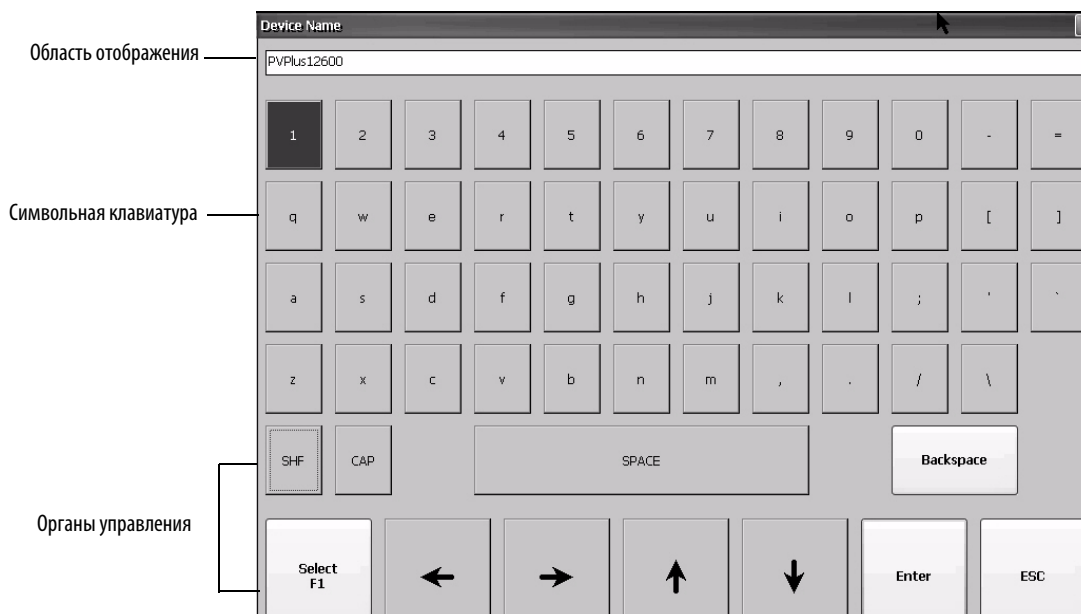 Device Name
Область отображения
PVPlus12600
1 2 3 4 5 6 7 8 9 0 - =
Символьная клавиатура
q w e r t y u i o p [ ]
a s d f g h j k l ; ' `
z x c v b n m , . / \
SHF CAP SPACE Backspace
Органы управления
Select
F1
Enter ESC